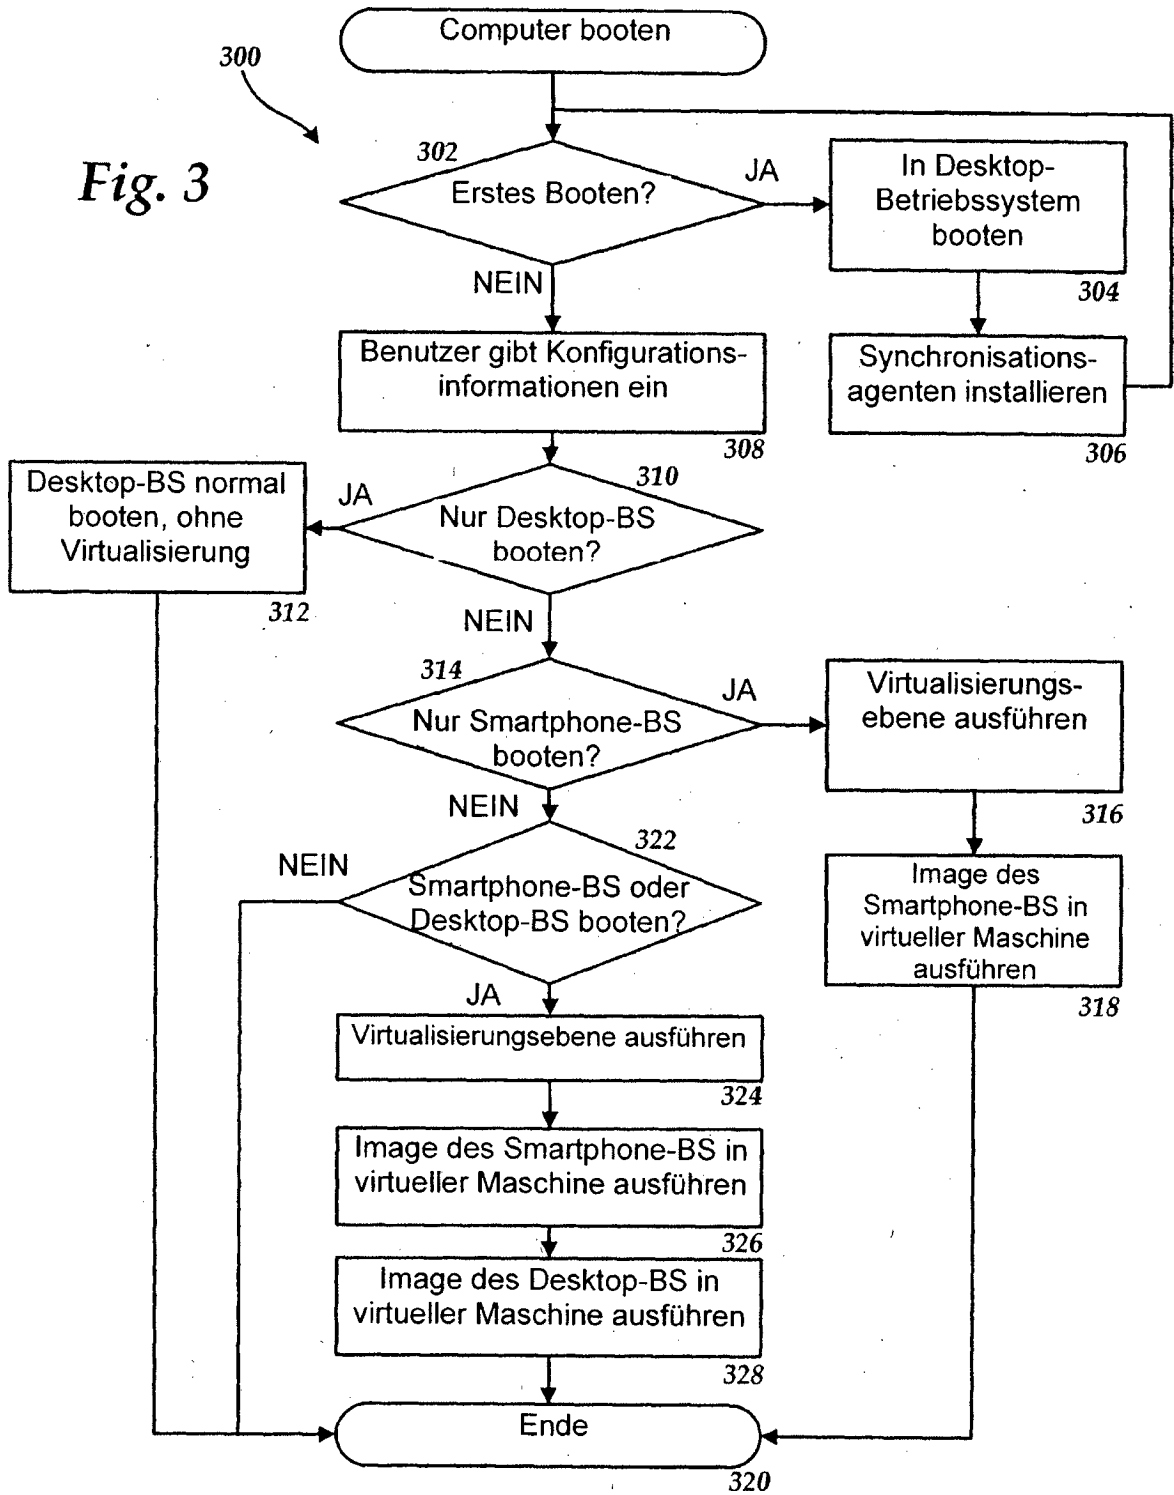 Computer booten
300
Fig. 3
302
Erstes Booten?
JA
In Desktop-
Betriebssystem
booten
304
NEIN
Synchronisations-
agenten installieren
306
Benutzer gibt Konfigurations-
informationen ein
308
310
Nur Desktop-BS
booten?
JA
Desktop-BS normal
booten, ohne
Virtualisierung
312
NEIN
314
Nur Smartphone-BS
booten?
JA
Virtualisierungs-
ebene ausführen
316
NEIN
Image des
Smartphone-BS in
virtueller Maschine
ausführen
318
322
Smartphone-BS oder
Desktop-BS booten?
NEIN
JA
Virtualisierungsebene ausführen
324
Image des Smartphone-BS in
virtueller Maschine ausführen
326
Image des Desktop-BS in
virtueller Maschine ausführen
328
Ende
320